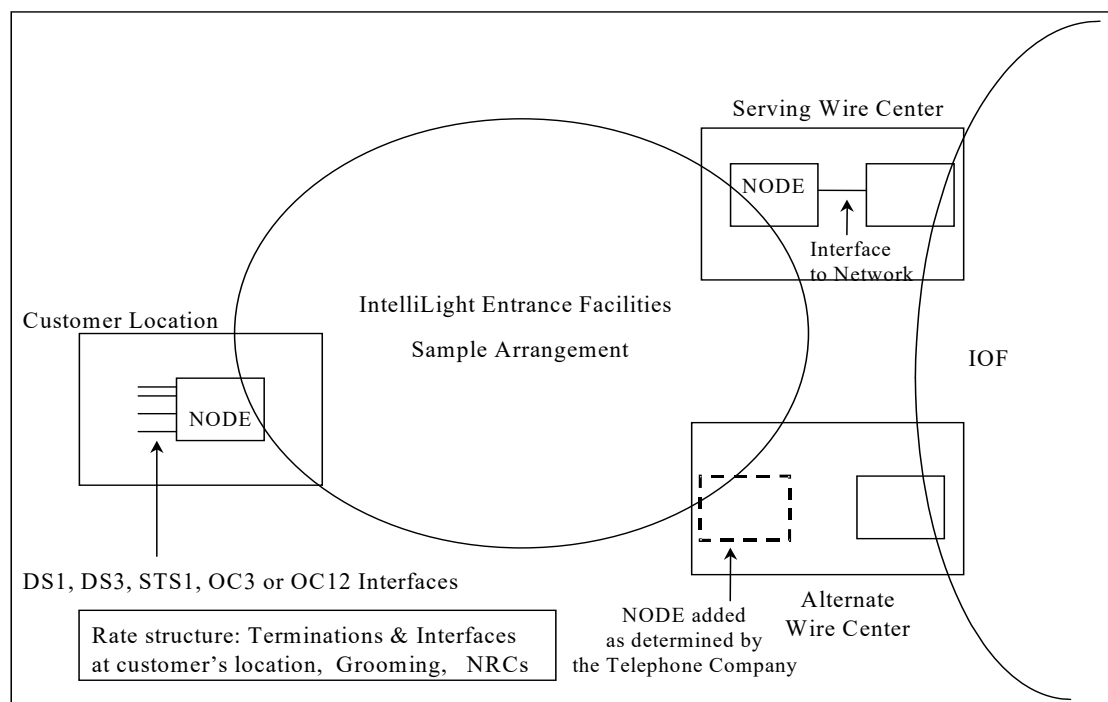 Serving Wire Center
NODE
Interface
to Network
IntelliLight Entrance Facilities
Sample Arrangement
Customer Location
IOF
NODE
DS1, DS3, STS1, OC3 or OC12 Interfaces
Rate structure: Terminations & Interfaces
at customer's location, Grooming, NRCs
NODE added
as determined by
the Telephone Company
Alternate
Wire Center